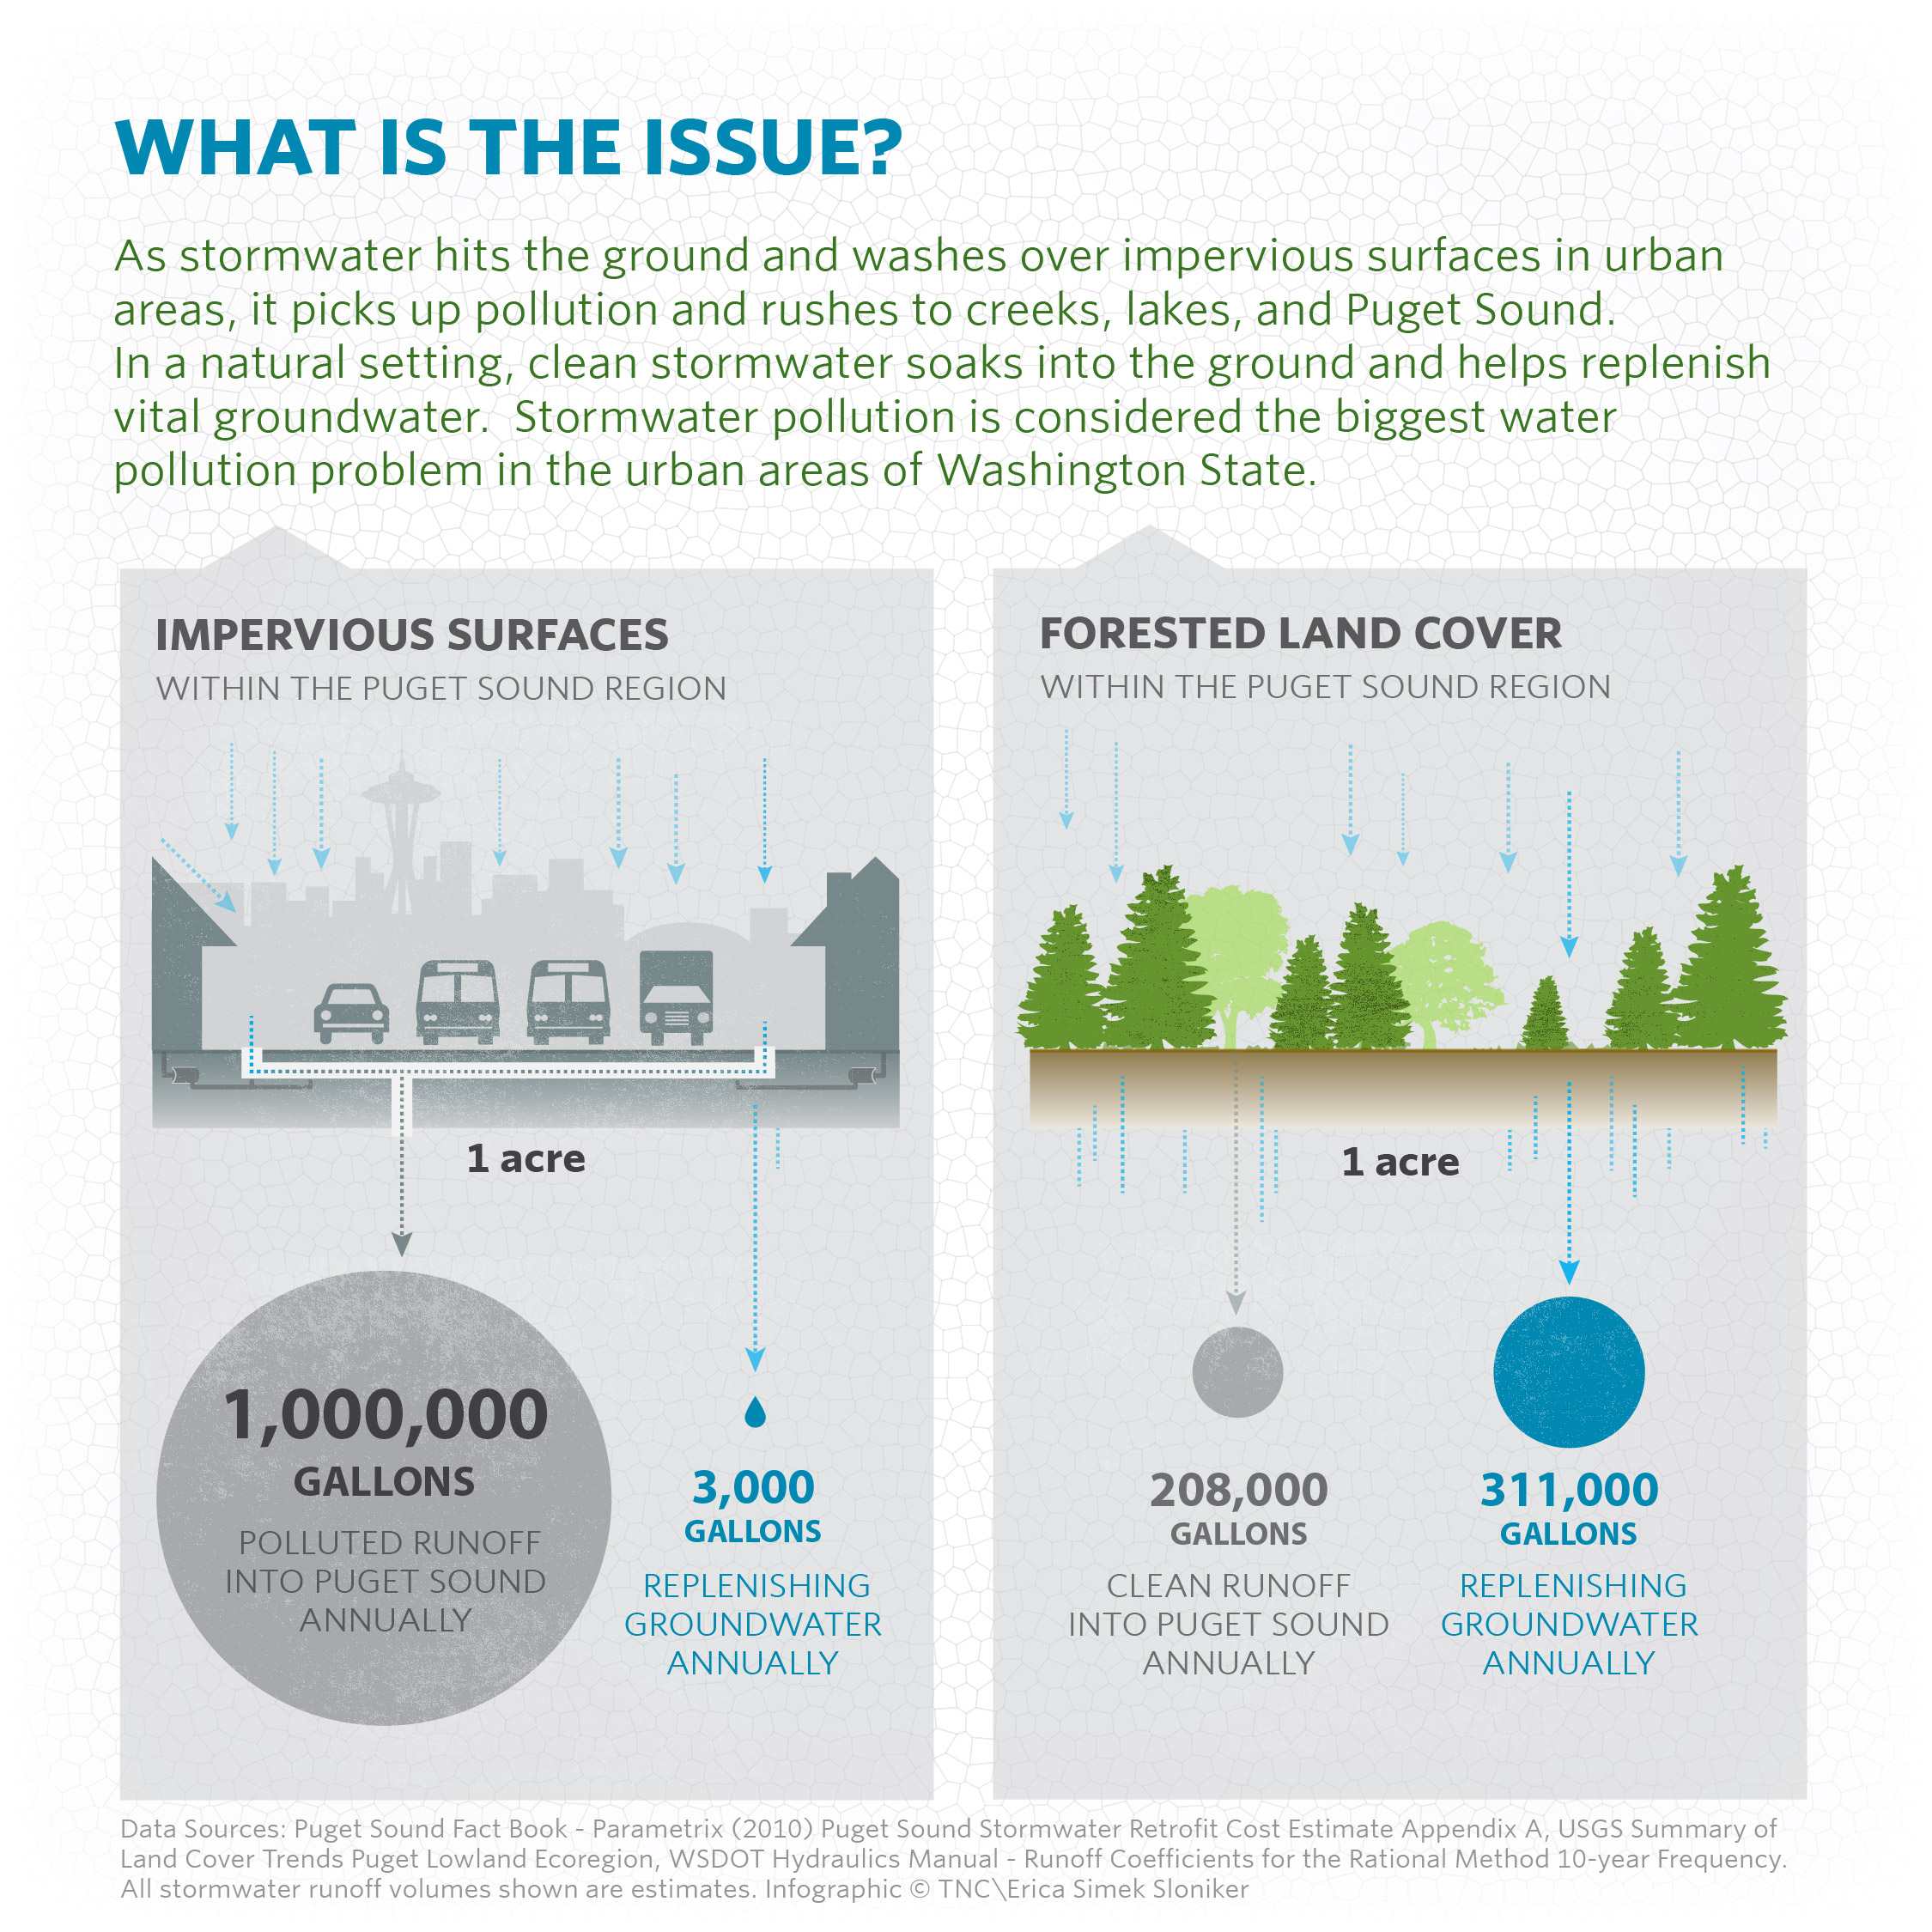 WHAT IS THE ISSUE?
As stormwater hits the ground and washes over impervious surfaces in urban
areas, it picks up pollution and rushes to creeks, lakes, and Puget Sound.
In a natural setting, clean stormwater soaks into the ground and helps replenish
vital groundwater.  Stormwater pollution is considered the biggest water
pollution problem in the urban areas of Washington State.
IMPERVIOUS SURFACES
WITHIN THE PUGET SOUND REGION
1 acre
1,000,000
GALLONS
POLLUTED RUNOFF
INTO PUGET SOUND
ANNUALLY
3,000
GALLONS
REPLENISHING
GROUNDWATER
ANNUALLY
FORESTED LAND COVER
WITHIN THE PUGET SOUND REGION
1 acre
208,000
GALLONS
CLEAN RUNOFF
INTO PUGET SOUND
ANNUALLY
311,000
GALLONS
REPLENISHING
GROUNDWATER
ANNUALLY
Data Sources: Puget Sound Fact Book - Parametrix (2010) Puget Sound Stormwater Retrofit Cost Estimate Appendix A, USGS Summary of
Land Cover Trends Puget Lowland Ecoregion, WSDOT Hydraulics Manual - Runoff Coefficients for the Rational Method 10-year Frequency.
All stormwater runoff volumes shown are estimates. Infographic © TNC\Erica Simek Sloniker